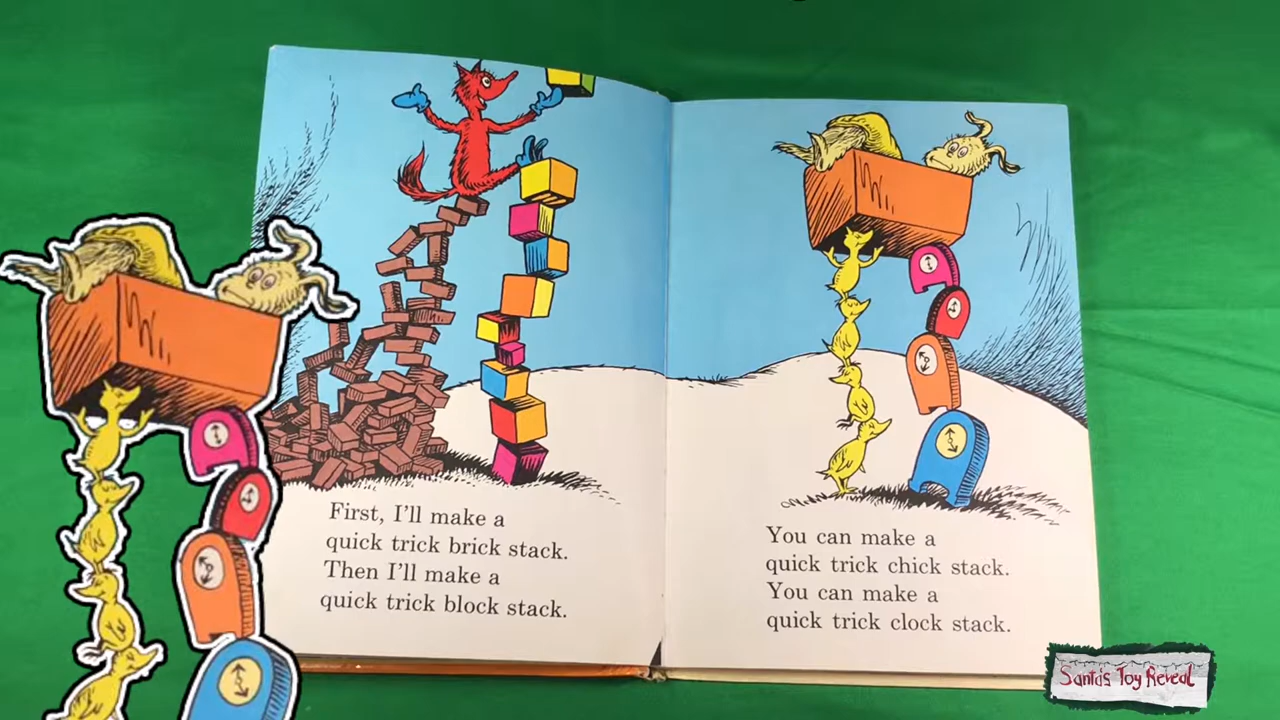 First, I'll make a
quick trick brick stack.
Then I'll make a
quick trick block stack.
You can make a
quick trick chick stack.
You can make a
quick trick clock stack.
Santa's Toy Reveal